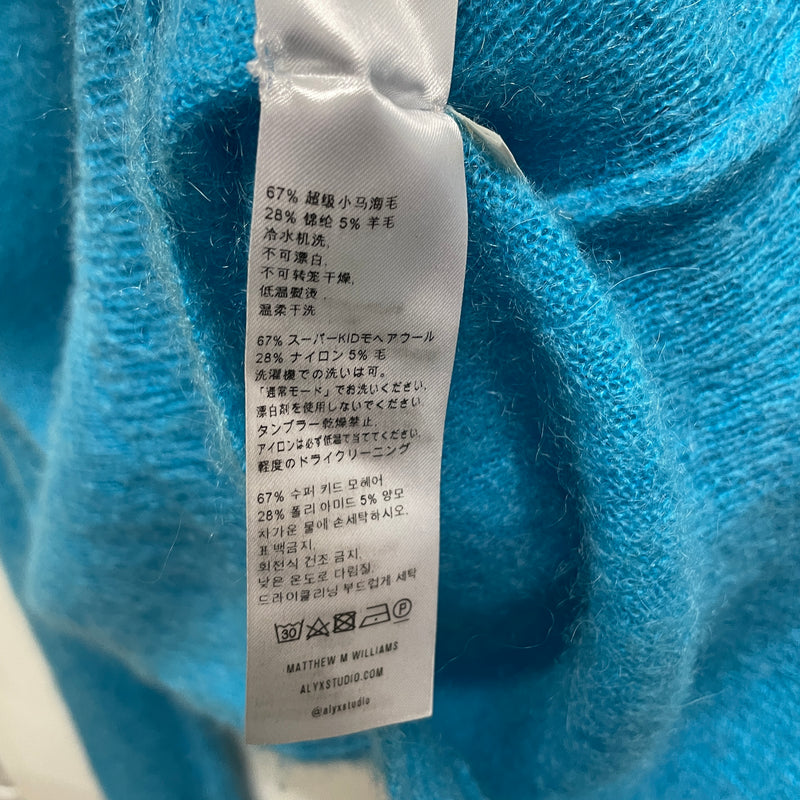 67% 超级小马海毛
28% 锦纶 5% 羊毛
冷水机洗,
不可漂白,
不可转笼干燥,
低温熨烫,
温柔干洗
67% スーパーKIDモヘアウール
28% ナイロン 5% 毛
洗濯機での洗いは可。
「通常モード」でお洗いください,
漂白剤を使用しないでください
タンブラー乾燥禁止,
アイロンは必ず低温で当ててください,
軽度のドライクリーニング
67% 수퍼 키드 모헤어
28% 폴리 아미드 5% 양모
차가운 물에 손세탁하시오.
표 백금지,
회전식 건조 금지,
낮은 온도로 다림질,
드라이클리닝 부드럽게 세탁
30 P
MATTHEW M WILLIAMS
ALYXSTUDIO.COM
@alyxstudio